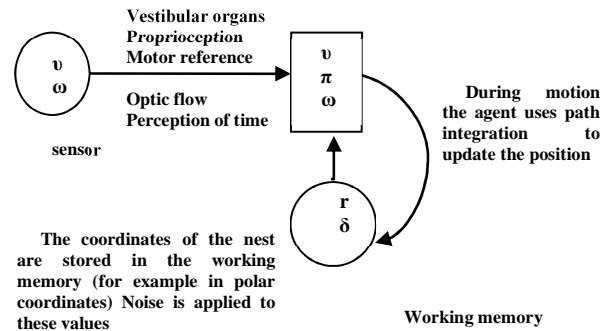 Vestibular organs
Proprioception
Motor reference
υ
ω
υ
π
ω
Optic flow
Perception of time
sensor
During motion
the agent uses path
integration to
update the position
r
δ
The coordinates of the nest
are stored in the working
memory (for example in polar
coordinates) Noise is applied to
these values
Working memory